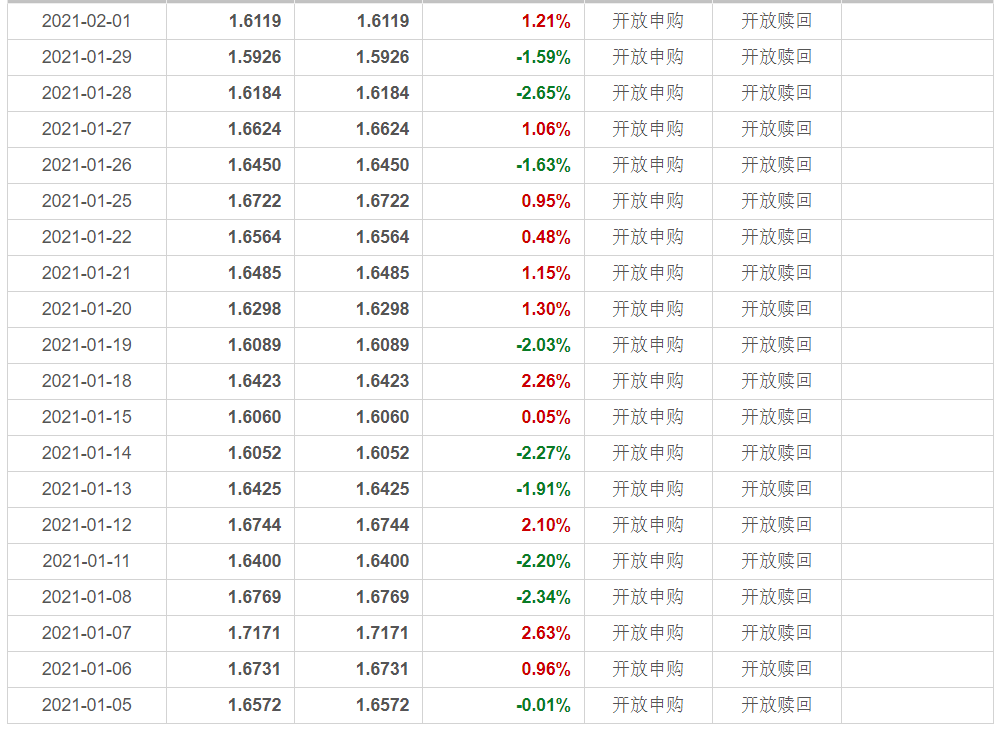 2021-02-01 1.6119 1.6119 1.21% 开放申购 开放赎回
2021-01-29 1.5926 1.5926 -1.59% 开放申购 开放赎回
2021-01-28 1.6184 1.6184 -2.65% 开放申购 开放赎回
2021-01-27 1.6624 1.6624 1.06% 开放申购 开放赎回
2021-01-26 1.6450 1.6450 -1.63% 开放申购 开放赎回
2021-01-25 1.6722 1.6722 0.95% 开放申购 开放赎回
2021-01-22 1.6564 1.6564 0.48% 开放申购 开放赎回
2021-01-21 1.6485 1.6485 1.15% 开放申购 开放赎回
2021-01-20 1.6298 1.6298 1.30% 开放申购 开放赎回
2021-01-19 1.6089 1.6089 -2.03% 开放申购 开放赎回
2021-01-18 1.6423 1.6423 2.26% 开放申购 开放赎回
2021-01-15 1.6060 1.6060 0.05% 开放申购 开放赎回
2021-01-14 1.6052 1.6052 -2.27% 开放申购 开放赎回
2021-01-13 1.6425 1.6425 -1.91% 开放申购 开放赎回
2021-01-12 1.6744 1.6744 2.10% 开放申购 开放赎回
2021-01-11 1.6400 1.6400 -2.20% 开放申购 开放赎回
2021-01-08 1.6769 1.6769 -2.34% 开放申购 开放赎回
2021-01-07 1.7171 1.7171 2.63% 开放申购 开放赎回
2021-01-06 1.6731 1.6731 0.96% 开放申购 开放赎回
2021-01-05 1.6572 1.6572 -0.01% 开放申购 开放赎回